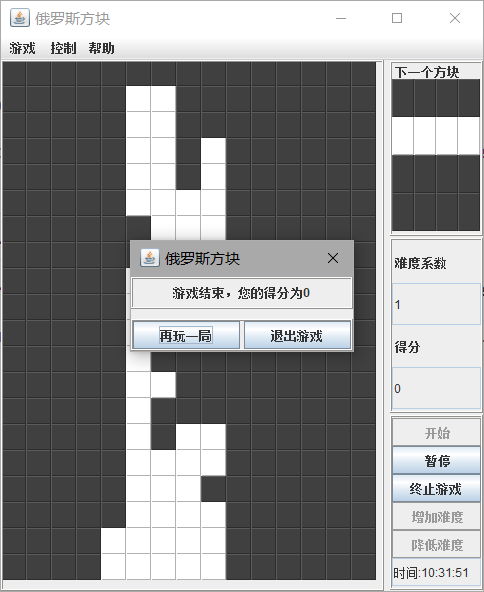 俄罗斯方块
游戏 控制 帮助
下一个方块
俄罗斯方块
游戏结束，您的得分为0
再玩一局 退出游戏
难度系数
1
得分
0
开始
暂停
终止游戏
增加难度
降低难度
时间:10:31:51